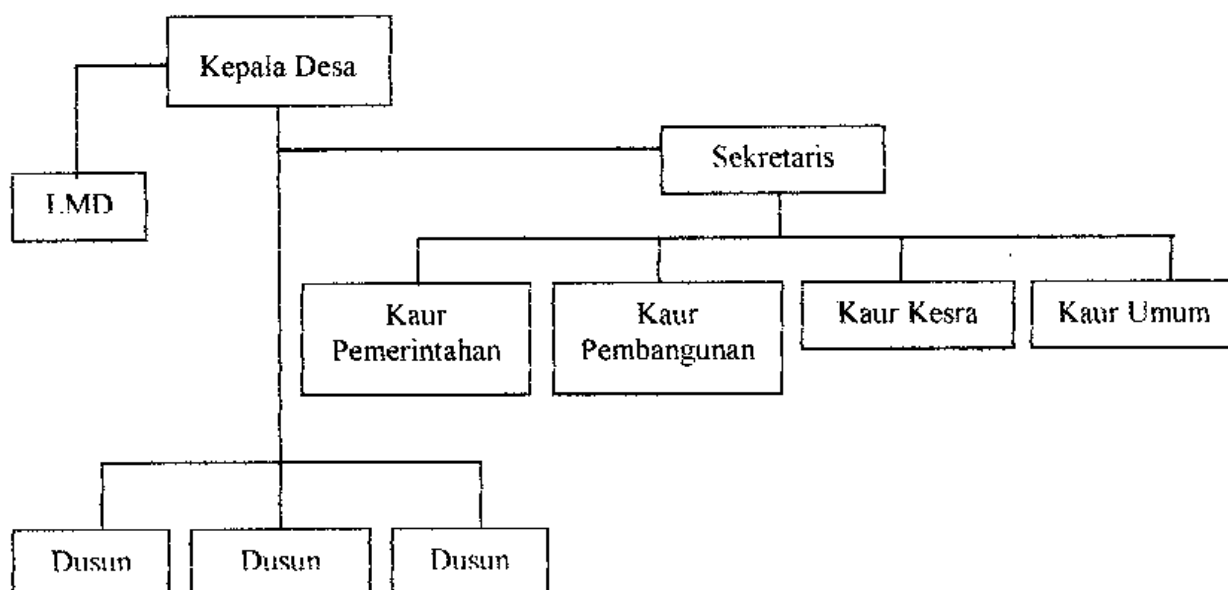 Kepala Desa
Sekretaris
LMD
Kaur
Pemerintahan
Kaur
Pembangunan
Kaur Kesra
Kaur Umum
Dusun
Dusun
Dusun